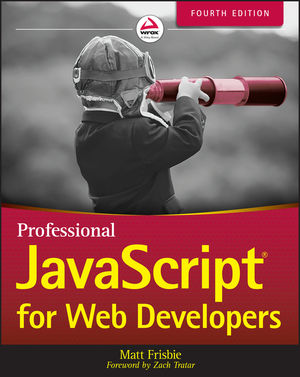 FOURTH EDITION
wrox
A Wiley Brand
Professional
JavaScript®
for Web Developers
Matt Frisbie
Foreword by Zach Tratar